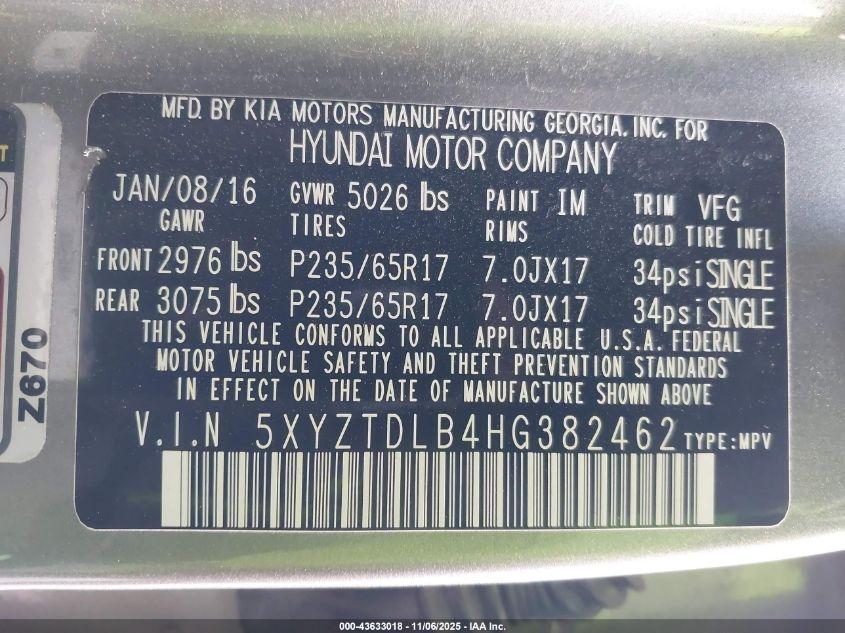 MFD. BY KIA MOTORS MANUFACTURING GEORGIA. INC. FOR
HYUNDAI MOTOR COMPANY
JAN/08/16 GVWR 5026 lbs PAINT IM TRIM VFG
GAWR TIRES RIMS COLD TIRE INFL
FRONT 2976 lbs P235/65R17 7.0JX17 34psi SINGLE
REAR 3075 lbs P235/65R17 7.0JX17 34psi SINGLE
THIS VEHICLE CONFORMS TO ALL APPLICABLE U.S.A. FEDERAL
MOTOR VEHICLE SAFETY AND THEFT PREVENTION STANDARDS
IN EFFECT ON THE DATE OF MANUFACTURE SHOWN ABOVE
V.I.N 5XYZTDLB4HG382462 TYPE:MPV
Z670
000-43633018 - 11/06/2025 - IAA Inc.